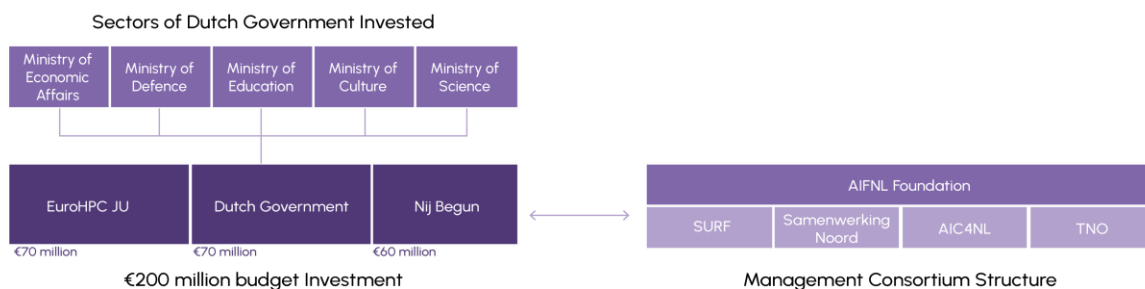 Sectors of Dutch Government Invested
Ministry of
Economic
Affairs
Ministry of
Defence
Ministry of
Education
Ministry of
Culture
Ministry of
Science
EuroHPC JU
Dutch Government
Nij Begun
€70 million
€70 million
€60 million
€200 million budget Investment
AIFNL Foundation
SURF
Samenwerking
Noord
AIC4NL
TNO
Management Consortium Structure